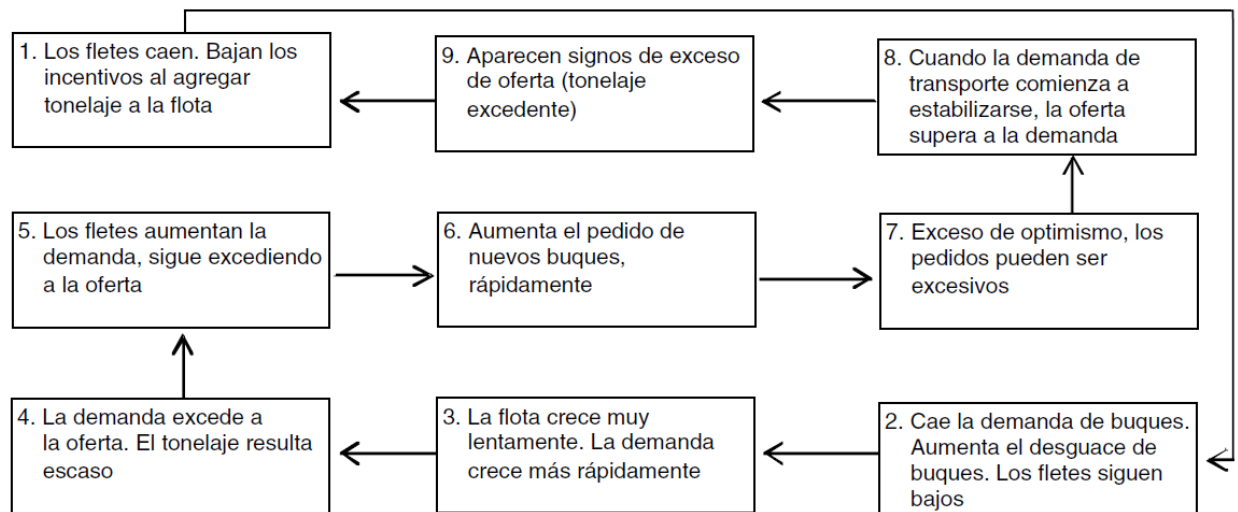 1. Los fletes caen. Bajan los
incentivos al agregar
tonelaje a la flota
9. Aparecen signos de exceso
de oferta (tonelaje
excedente)
8. Cuando la demanda de
transporte comienza a
estabilizarse, la oferta
supera a la demanda
5. Los fletes aumentan la
demanda, sigue excediendo
a la oferta
6. Aumenta el pedido de
nuevos buques,
rápidamente
7. Exceso de optimismo, los
pedidos pueden ser
excesivos
4. La demanda excede a
la oferta. El tonelaje resulta
escaso
3. La flota crece muy
lentamente. La demanda
crece más rápidamente
2. Cae la demanda de buques.
Aumenta el desguace de
buques. Los fletes siguen
bajos